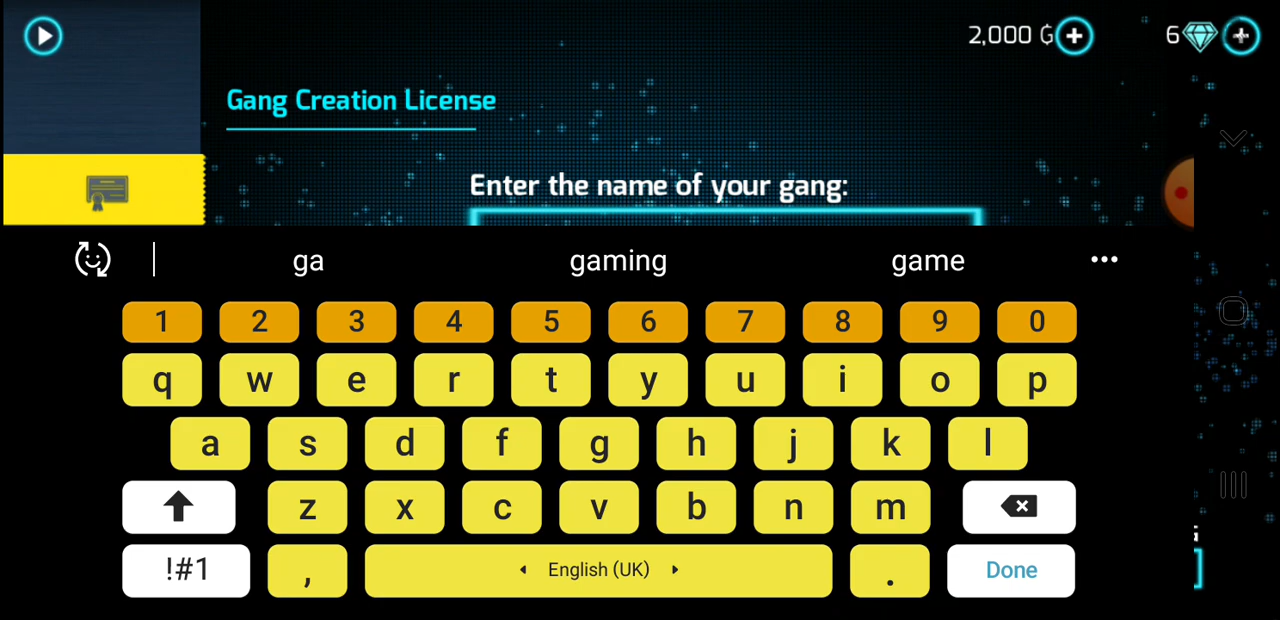 2,000 G 6
Gang Creation License
Enter the name of your gang:
ga gaming game
1 2 3 4 5 6 7 8 9 0
q w e r t y u i o p
a s d f g h j k l
z x c v b n m
!#1 , English (UK) . Done